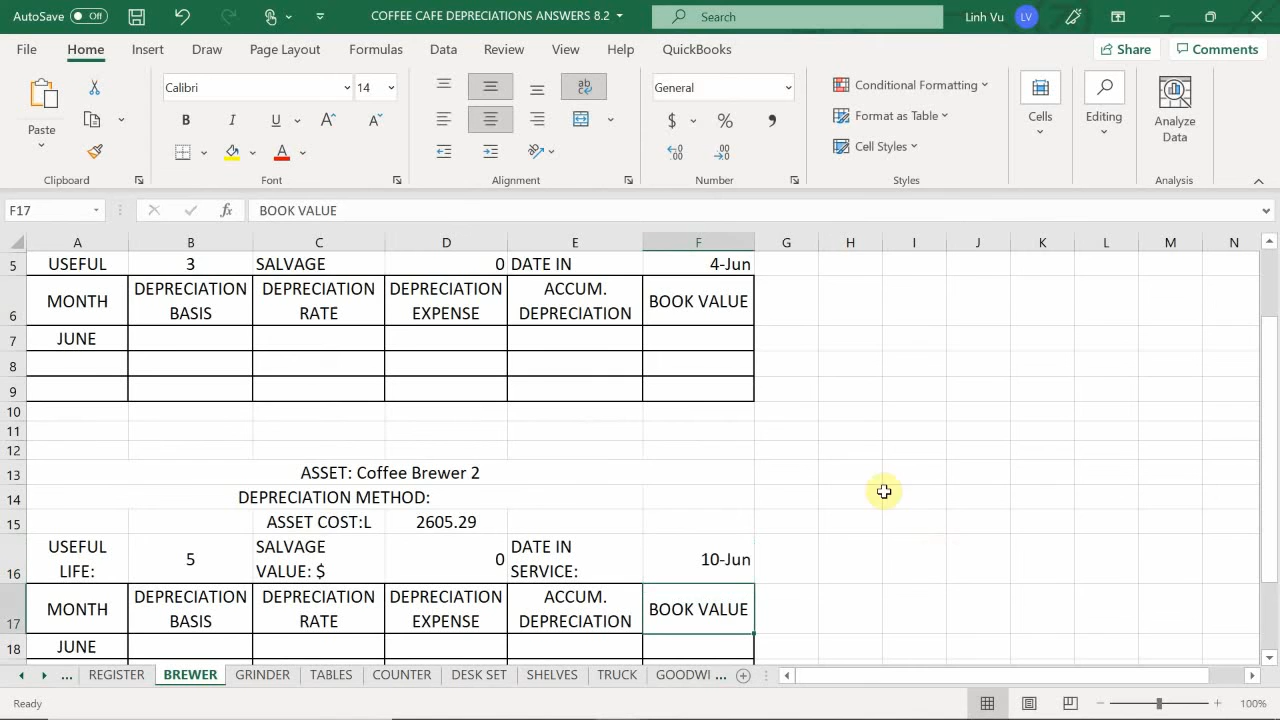 AutoSave Off COFFEE CAFE DEPRECIATIONS ANSWERS 8.2 Search Linh Vu LV
File Home Insert Draw Page Layout Formulas Data Review View Help QuickBooks Share Comments
Paste
Calibri 14
B I U A A
ab
General
$ % ,
Conditional Formatting
Format as Table
Cell Styles
Cells
Editing
Analyze
Data
Clipboard Font Alignment Number Styles Analysis
F17 fx BOOK VALUE
A B C D E F G H I J K L M N
5 USEFUL 3 SALVAGE 0 DATE IN 4-Jun
6 MONTH DEPRECIATION BASIS DEPRECIATION RATE DEPRECIATION EXPENSE ACCUM. DEPRECIATION BOOK VALUE
7 JUNE
8
9
10
11
12
13 ASSET: Coffee Brewer 2
14 DEPRECIATION METHOD:
15 ASSET COST:L 2605.29
16 USEFUL LIFE: 5 SALVAGE VALUE: $ 0 DATE IN SERVICE: 10-Jun
17 MONTH DEPRECIATION BASIS DEPRECIATION RATE DEPRECIATION EXPENSE ACCUM. DEPRECIATION BOOK VALUE
18 JUNE
... REGISTER BREWER GRINDER TABLES COUNTER DESK SET SHELVES TRUCK GOODWI ...
Ready 100%